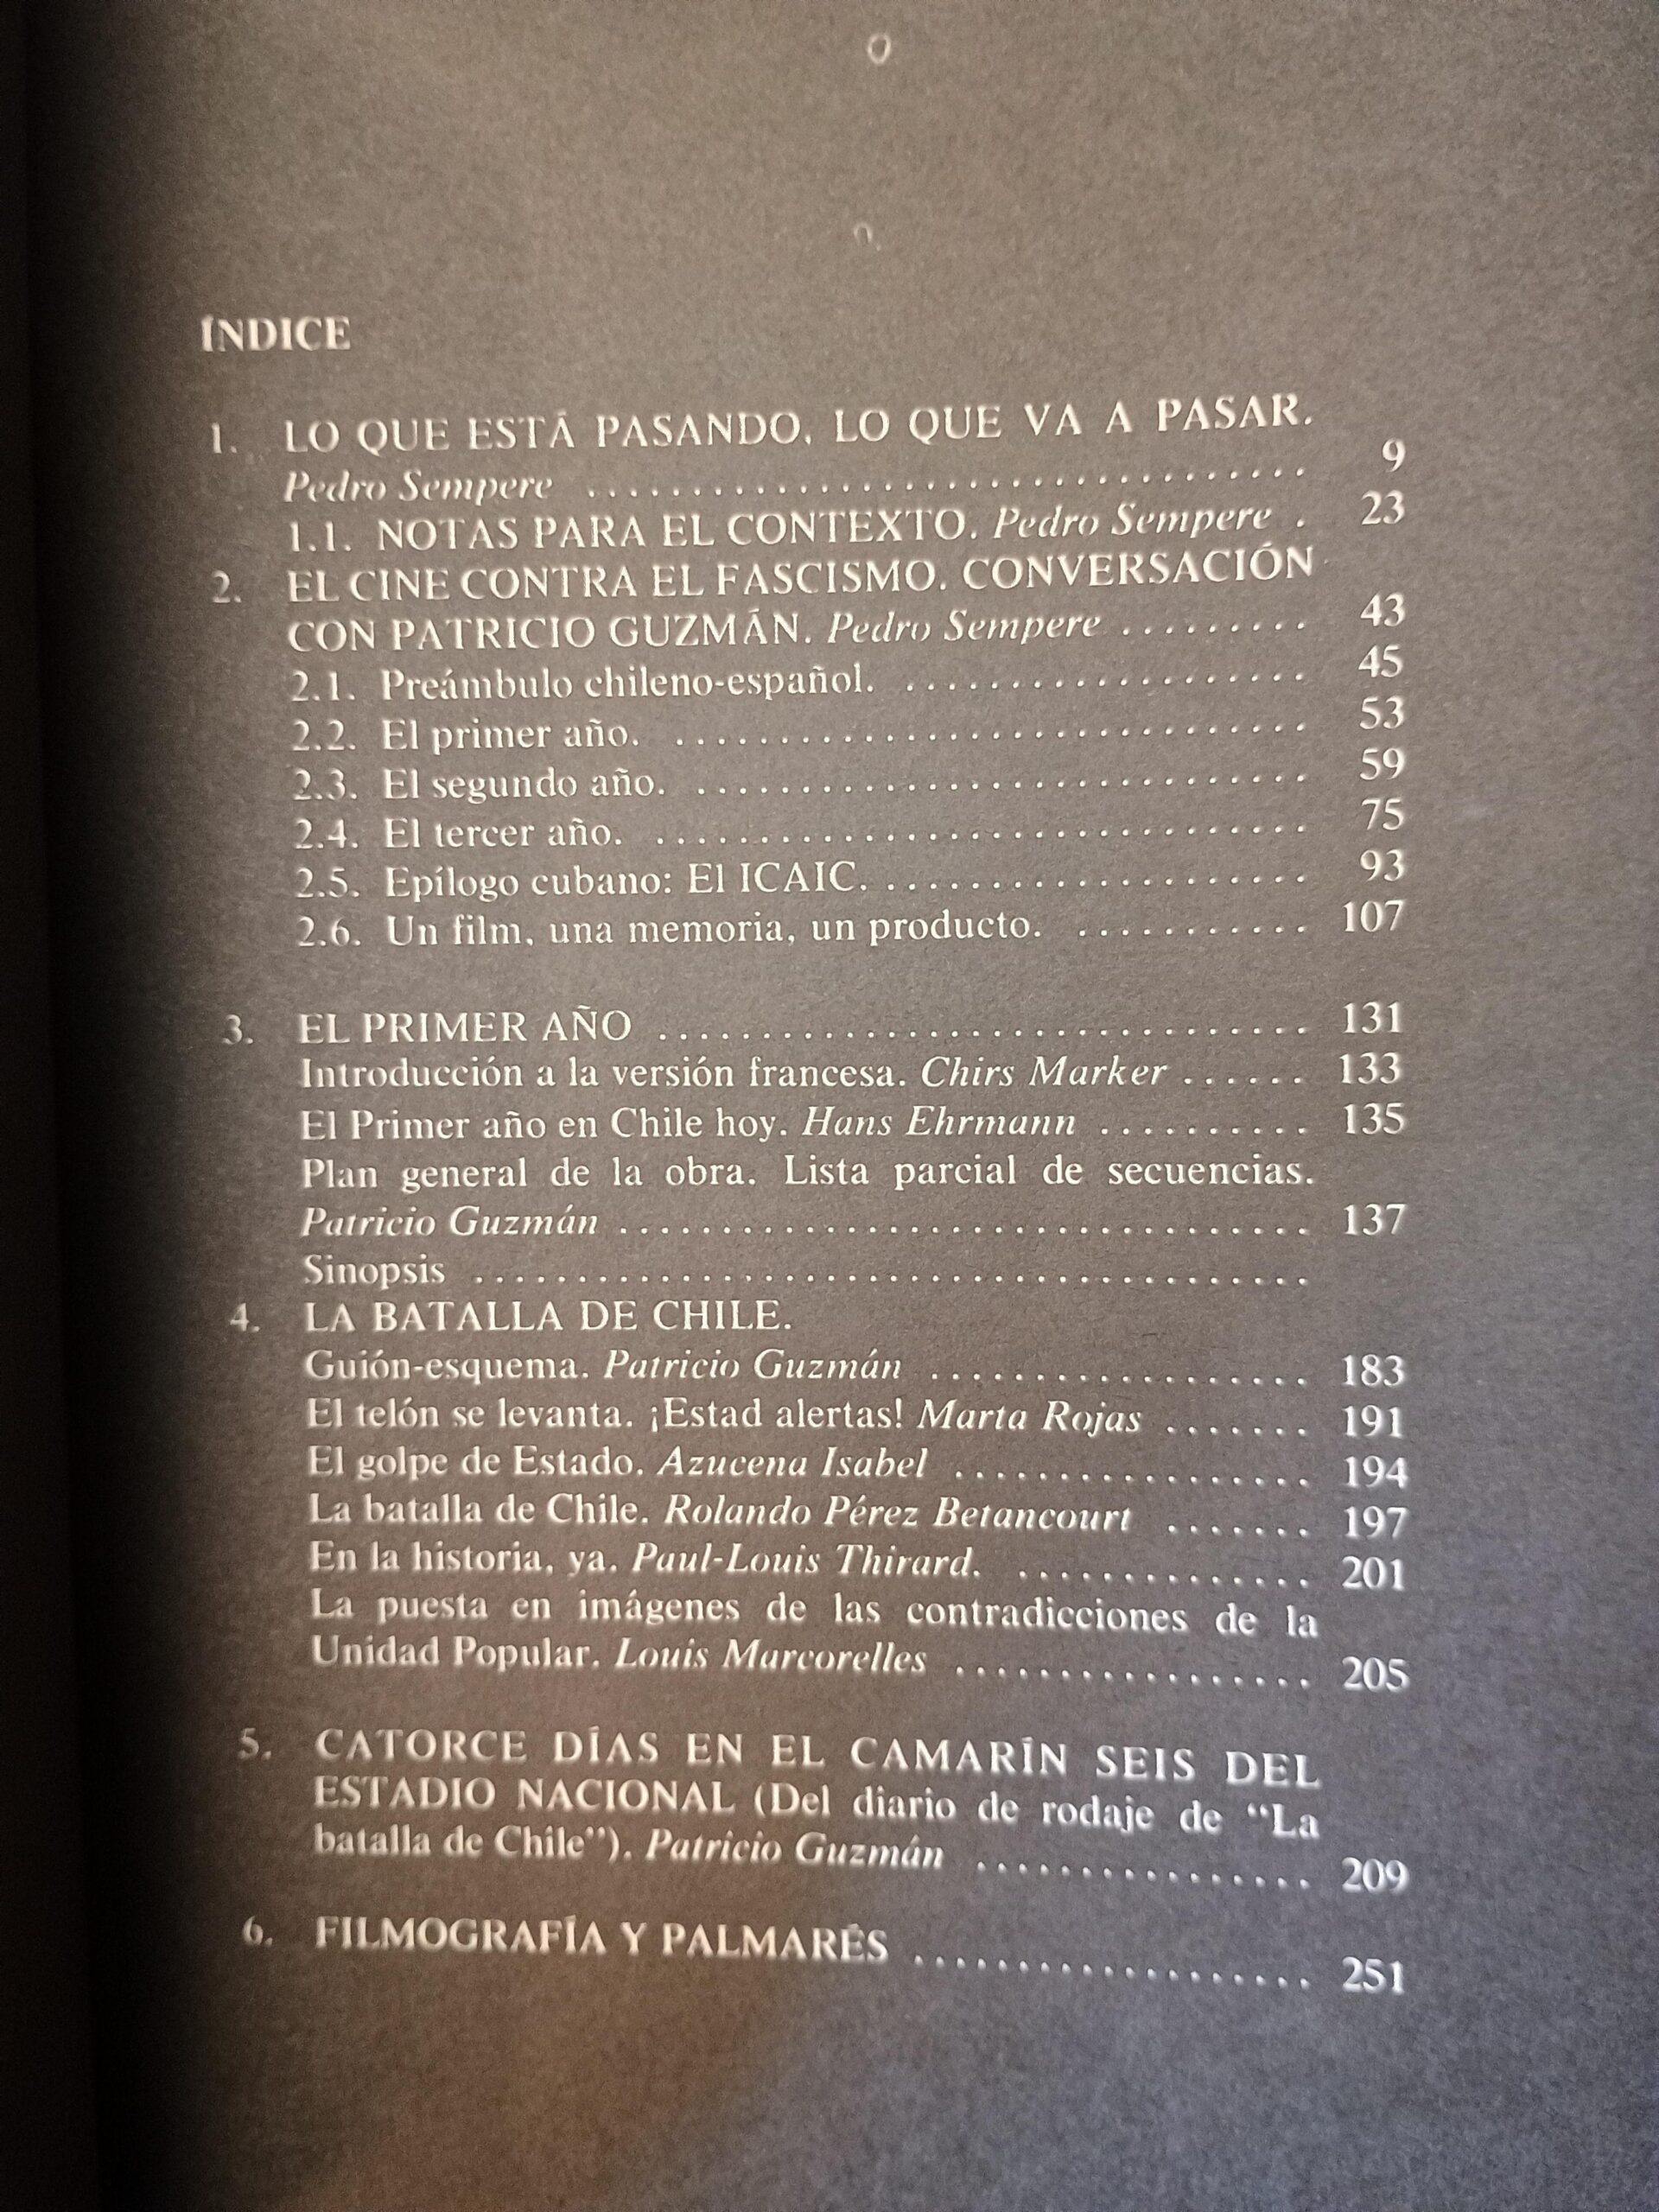 ÍNDICE
1. LO QUE ESTÁ PASANDO, LO QUE VA A PASAR.
Pedro Sempere .................................. 9
1.1. NOTAS PARA EL CONTEXTO. Pedro Sempere . 23
2. EL CINE CONTRA EL FASCISMO. CONVERSACIÓN
CON PATRICIO GUZMÁN. Pedro Sempere ......... 43
2.1. Preámbulo chileno-español. ................... 45
2.2. El primer año. .............................. 53
2.3. El segundo año. ............................. 59
2.4. El tercer año. ............................... 75
2.5. Epílogo cubano: El ICAIC. .................... 93
2.6. Un film, una memoria, un producto. ........... 107
3. EL PRIMER AÑO ............................... 131
Introducción a la versión francesa. Chirs Marker ...... 133
El Primer año en Chile hoy. Hans Ehrmann .......... 135
Plan general de la obra. Lista parcial de secuencias.
Patricio Guzmán ................................. 137
Sinopsis ........................................
4. LA BATALLA DE CHILE.
Guión-esquema. Patricio Guzmán .................. 183
El telón se levanta. ¡Estad alertas! Marta Rojas ....... 191
El golpe de Estado. Azucena Isabel ................. 194
La batalla de Chile. Rolando Pérez Betancourt ....... 197
En la historia, ya. Paul-Louis Thirard. .............. 201
La puesta en imágenes de las contradicciones de la
Unidad Popular. Louis Marcorelles ................. 205
5. CATORCE DÍAS EN EL CAMARÍN SEIS DEL
ESTADIO NACIONAL (Del diario de rodaje de “La
batalla de Chile”). Patricio Guzmán ................ 209
6. FILMOGRAFÍA Y PALMARÉS ................... 251